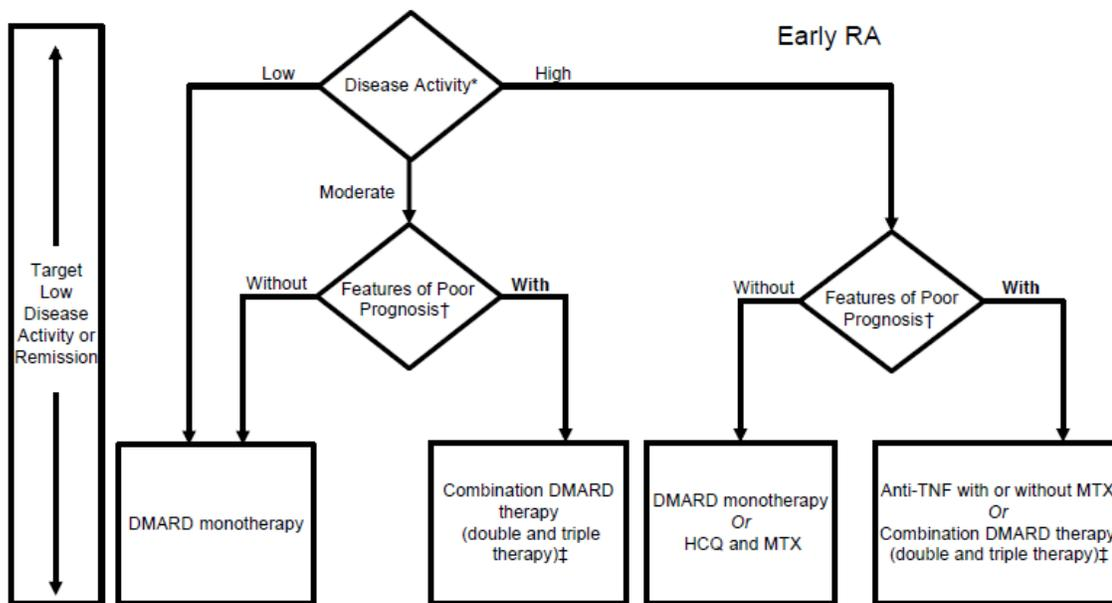 Early RA
Low
Disease Activity*
High
Moderate
Target
Low
Disease
Activity or
Remission
Without
Features of Poor
Prognosis†
With
Without
Features of Poor
Prognosis†
With
DMARD monotherapy
Combination DMARD
therapy
(double and triple
therapy)‡
DMARD monotherapy
Or
HCQ and MTX
Anti-TNF with or without MTX
Or
Combination DMARD therapy
(double and triple therapy)‡